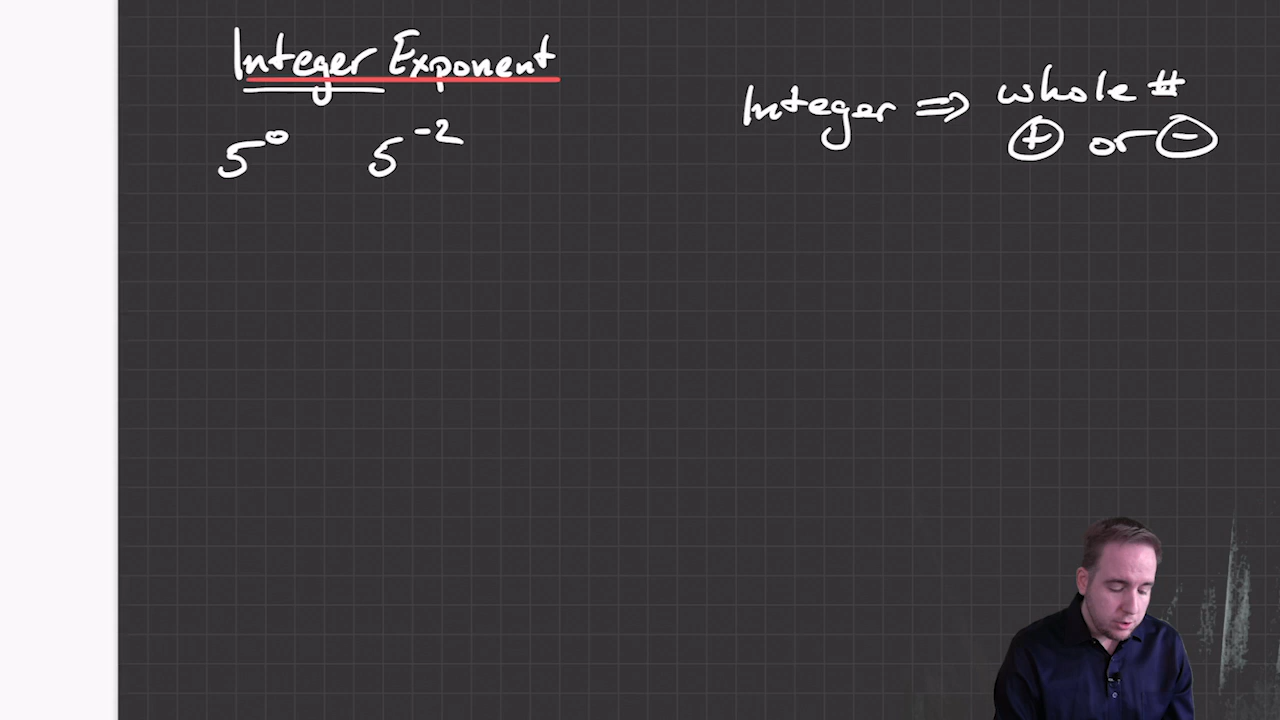 Integer Exponent
5⁰ 5⁻²
Integer ⇒ whole #
⊕ or ⊖